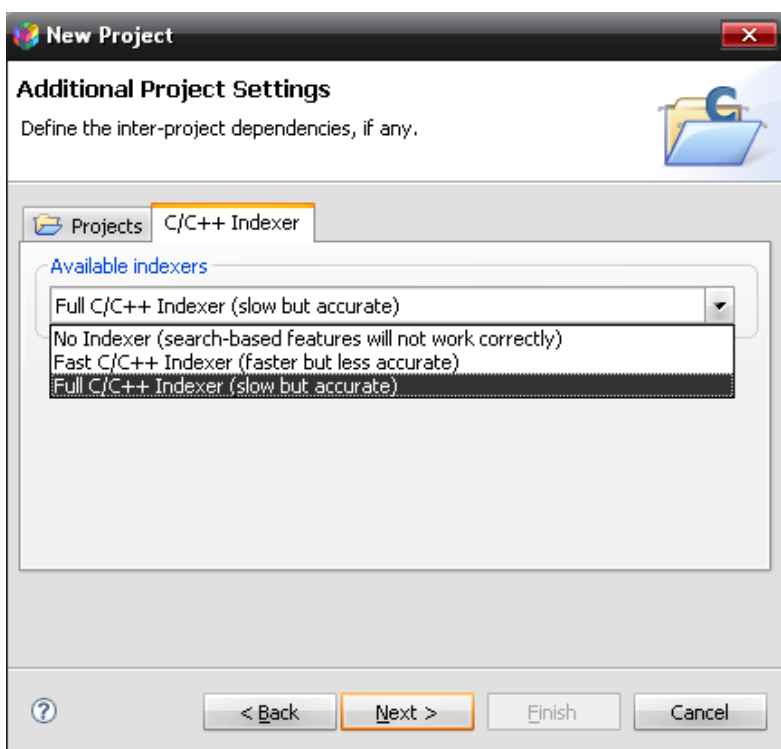 New Project
Additional Project Settings
Define the inter-project dependencies, if any.
Projects
C/C++ Indexer
Available indexers
Full C/C++ Indexer (slow but accurate)
No Indexer (search-based features will not work correctly)
Fast C/C++ Indexer (faster but less accurate)
Full C/C++ Indexer (slow but accurate)
< Back
Next >
Finish
Cancel